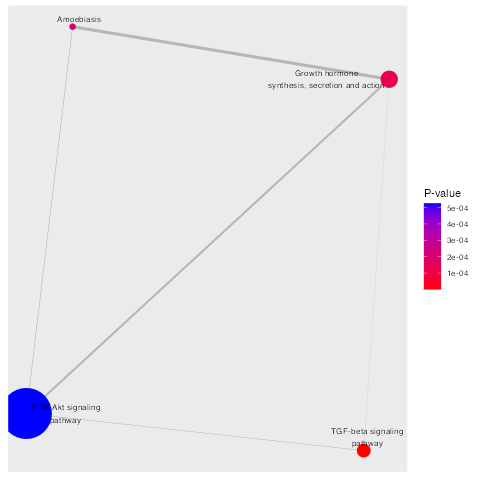 Amoebiasis
Growth hormone
synthesis, secretion and action
P-value
5e-04
4e-04
3e-04
2e-04
1e-04
PI3K-Akt signaling
pathway
TGF-beta signaling
pathway